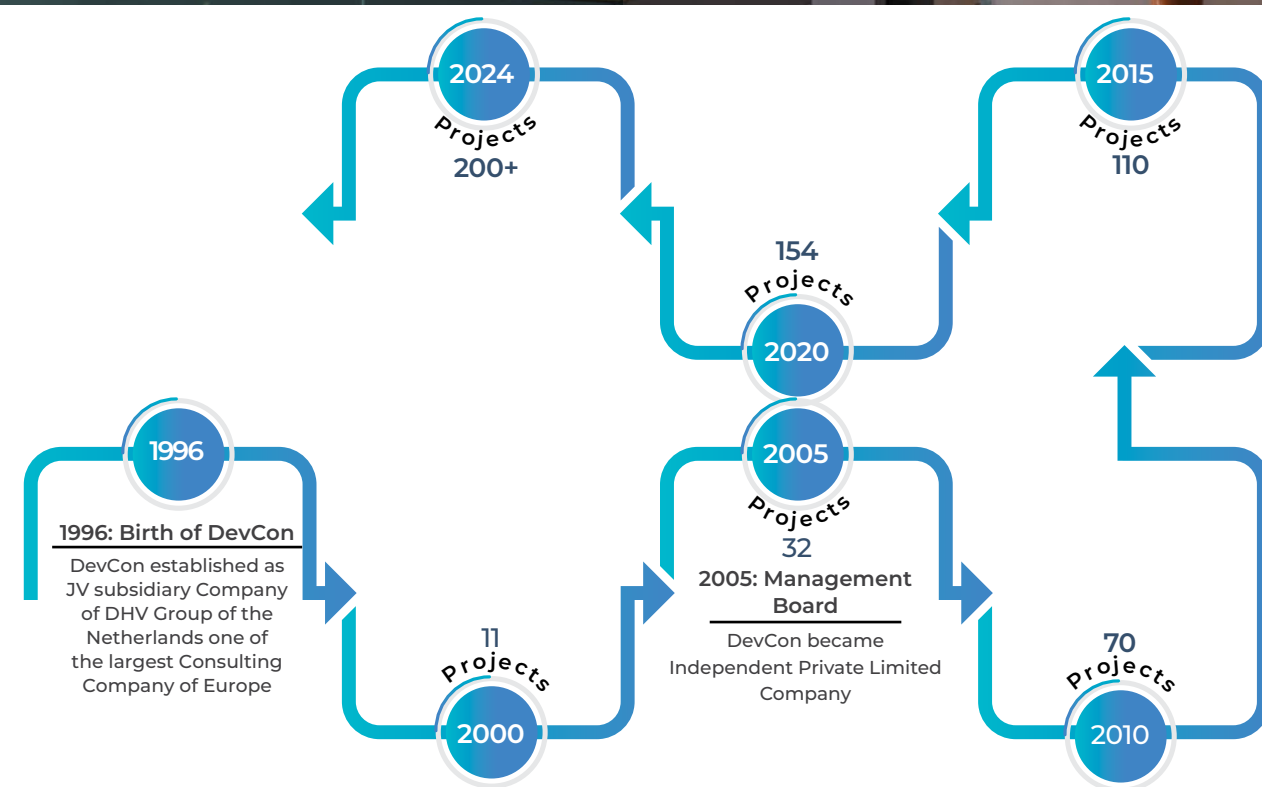 2024
Projects
200+
2015
Projects
110
154
Projects
2020
1996
1996: Birth of DevCon
DevCon established as
JV subsidiary Company
of DHV Group of the
Netherlands one of
the largest Consulting
Company of Europe
11
Projects
2000
2005
Projects
32
2005: Management
Board
DevCon became
Independent Private Limited
Company
70
Projects
2010